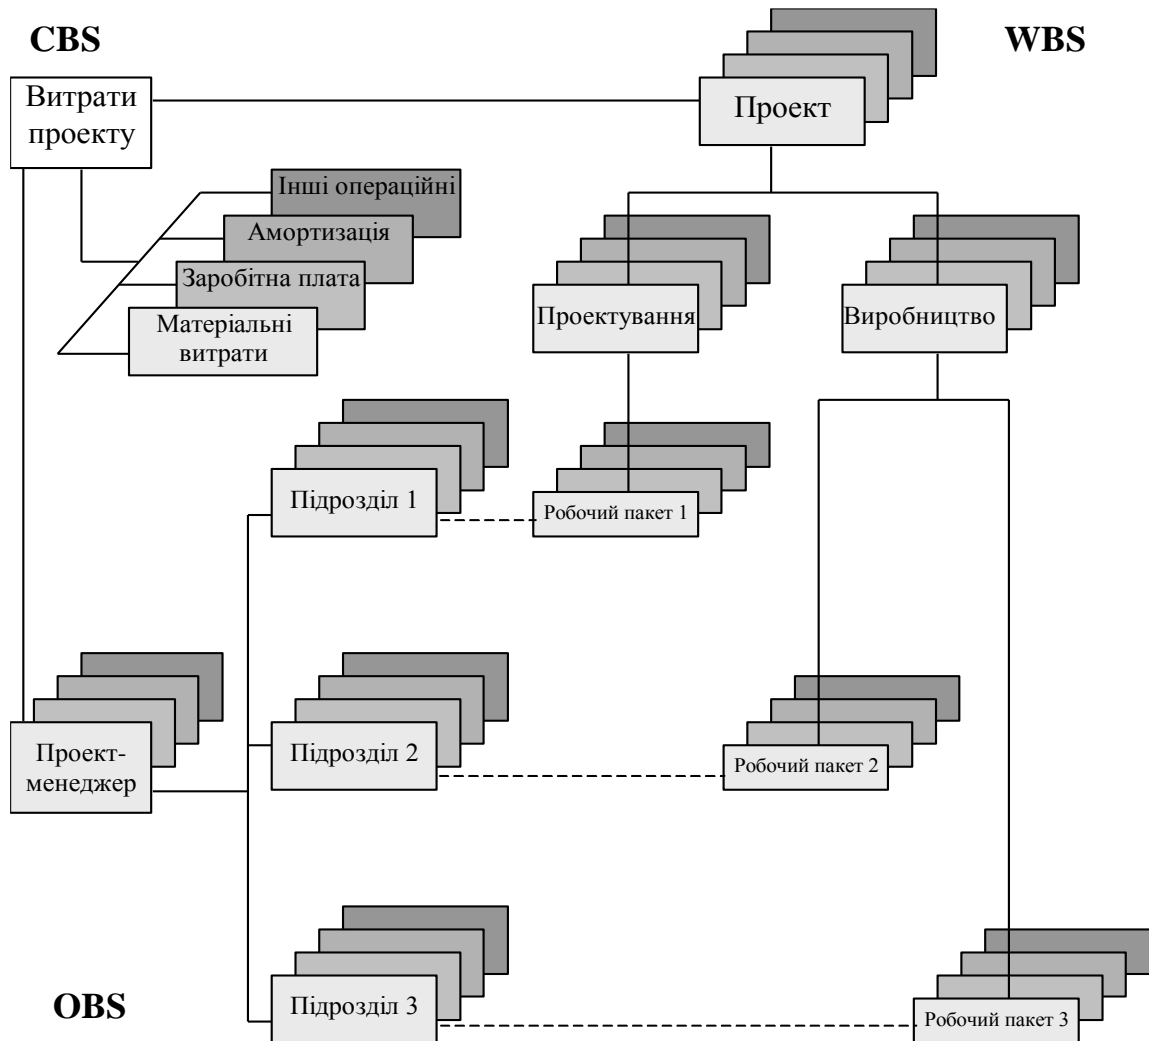 CBS
WBS
Витрати
проекту
Проект
Інші операційні
Амортизація
Заробітна плата
Матеріальні
витрати
Проектування
Виробництво
Підрозділ 1
Робочий пакет 1
Проект-
менеджер
Підрозділ 2
Робочий пакет 2
OBS
Підрозділ 3
Робочий пакет 3